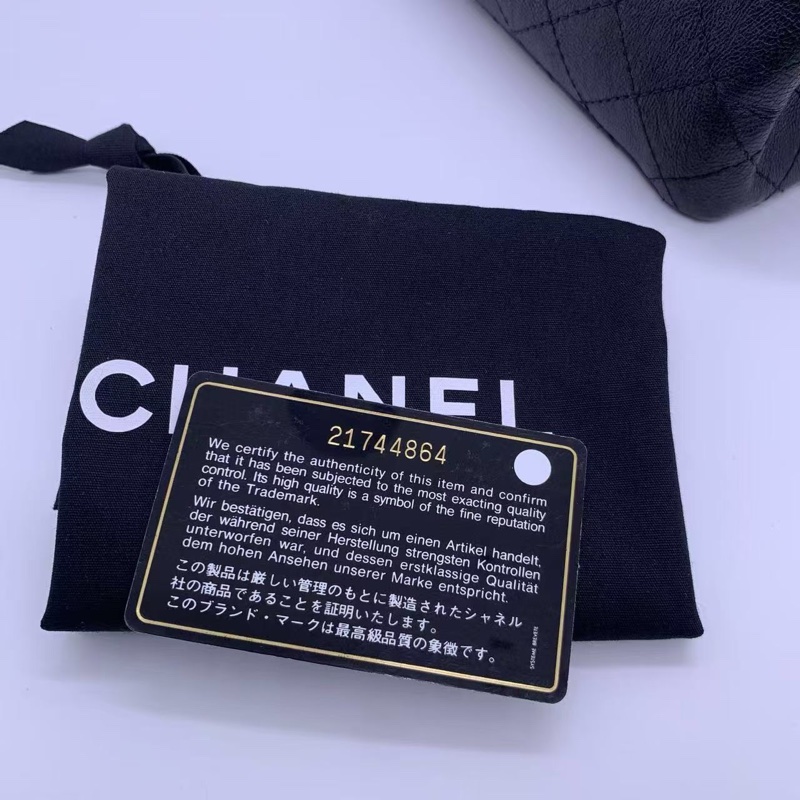 CHANEL
21744864
We certify the authenticity of this item and confirm
that it has been subjected to the most exacting quality
control. Its high quality is a symbol of the fine reputation
of the Trademark.
Wir bestätigen, dass es sich um einen Artikel handelt,
der während seiner Herstellung strengsten Kontrollen
unterworfen war, und dessen erstklassige Qualität
dem hohen Ansehen unserer Marke entspricht.
この製品は厳しい管理のもとに製造されたシャネル
社の商品であることを証明いたします。
このブランド・マークは最高級品質の象徴です。
SYSTEME BREVETE